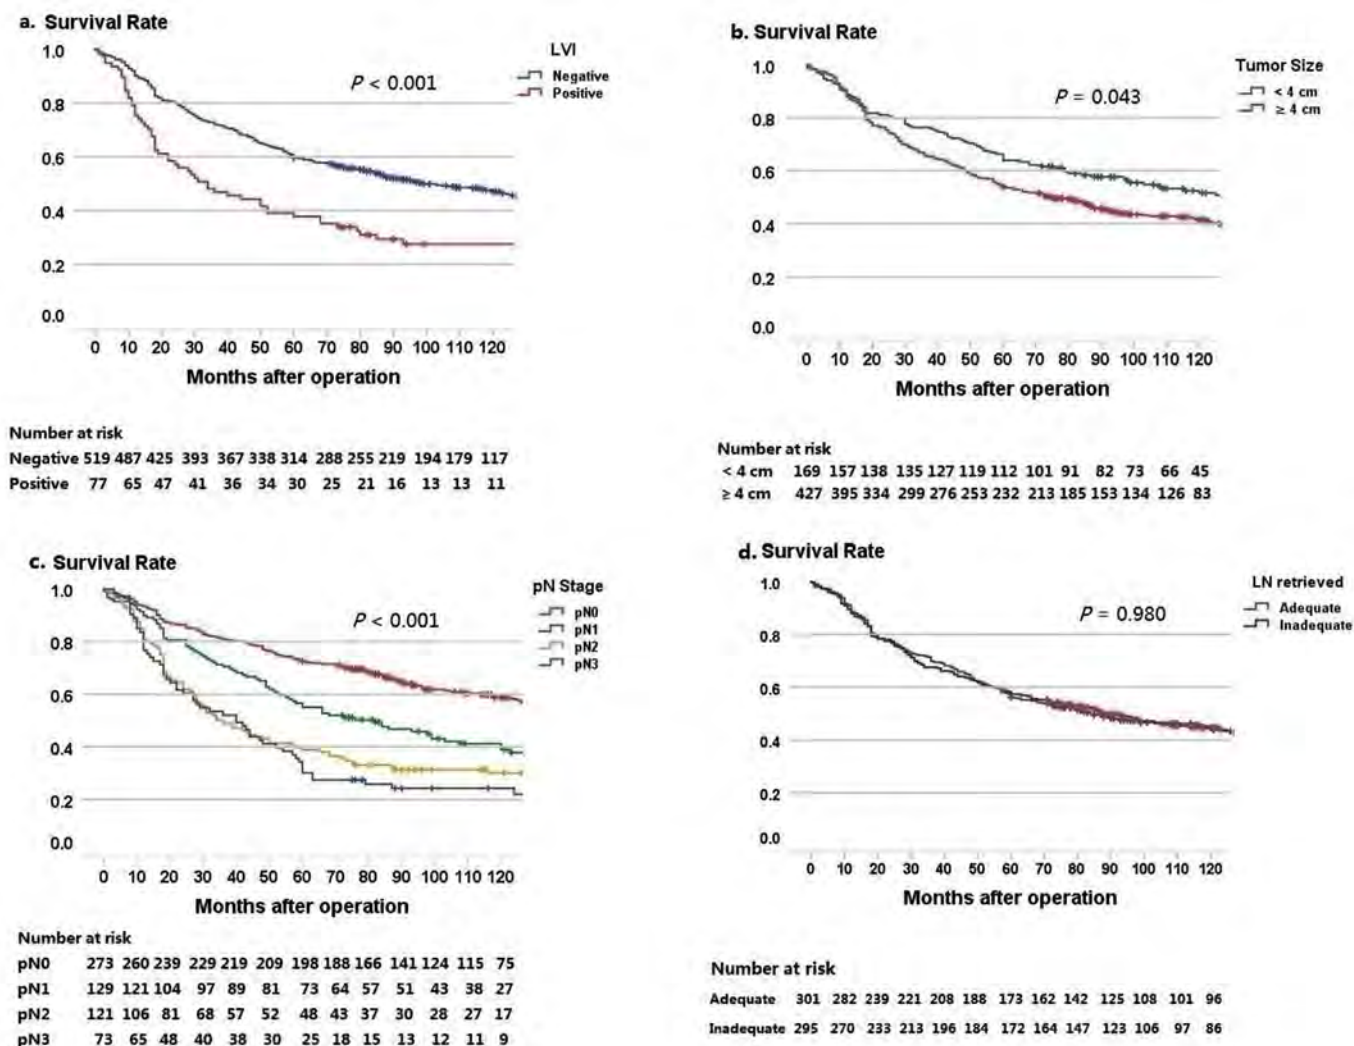 a. Survival Rate
LVI
Negative
Positive
P < 0.001
1.0
0.8
0.6
0.4
0.2
0.0
0 10 20 30 40 50 60 70 80 90 100 110 120
Months after operation
Number at risk
Negative 519 487 425 393 367 338 314 288 255 219 194 179 117
Positive 77 65 47 41 36 34 30 25 21 16 13 13 11
b. Survival Rate
Tumor Size
< 4 cm
≥ 4 cm
P = 0.043
1.0
0.8
0.6
0.4
0.2
0.0
0 10 20 30 40 50 60 70 80 90 100 110 120
Months after operation
Number at risk
< 4 cm 169 157 138 135 127 119 112 101 91 82 73 66 45
≥ 4 cm 427 395 334 299 276 253 232 213 185 153 134 126 83
c. Survival Rate
pN Stage
pN0
pN1
pN2
pN3
P < 0.001
1.0
0.8
0.6
0.4
0.2
0.0
0 10 20 30 40 50 60 70 80 90 100 110 120
Months after operation
Number at risk
pN0 273 260 239 229 219 209 198 188 166 141 124 115 75
pN1 129 121 104 97 89 81 73 64 57 51 43 38 27
pN2 121 106 81 68 57 52 48 43 37 30 28 27 17
pN3 73 65 48 40 38 30 25 18 15 13 12 11 9
d. Survival Rate
LN retrieved
Adequate
Inadequate
P = 0.980
1.0
0.8
0.6
0.4
0.2
0.0
0 10 20 30 40 50 60 70 80 90 100 110 120
Months after operation
Number at risk
Adequate 301 282 239 221 208 188 173 162 142 125 108 101 96
Inadequate 295 270 233 213 196 184 172 164 147 123 106 97 86